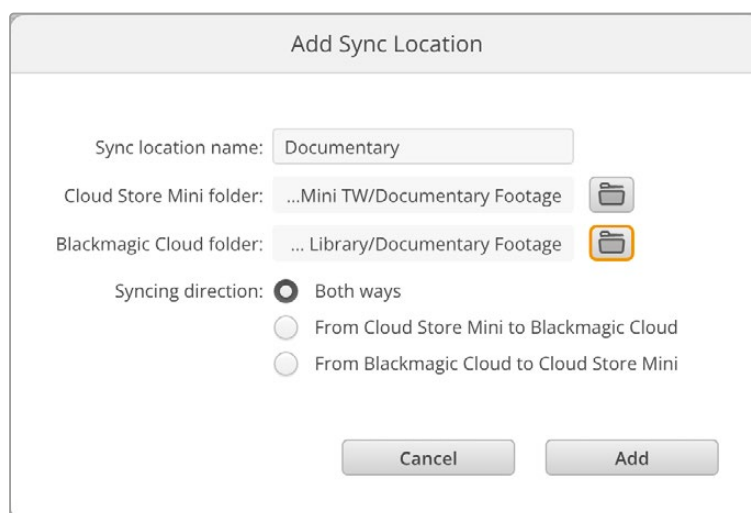 Add Sync Location
Sync location name: Documentary
Cloud Store Mini folder: ...Mini TW/Documentary Footage
Blackmagic Cloud folder: ... Library/Documentary Footage
Syncing direction: Both ways
From Cloud Store Mini to Blackmagic Cloud
From Blackmagic Cloud to Cloud Store Mini
Cancel Add